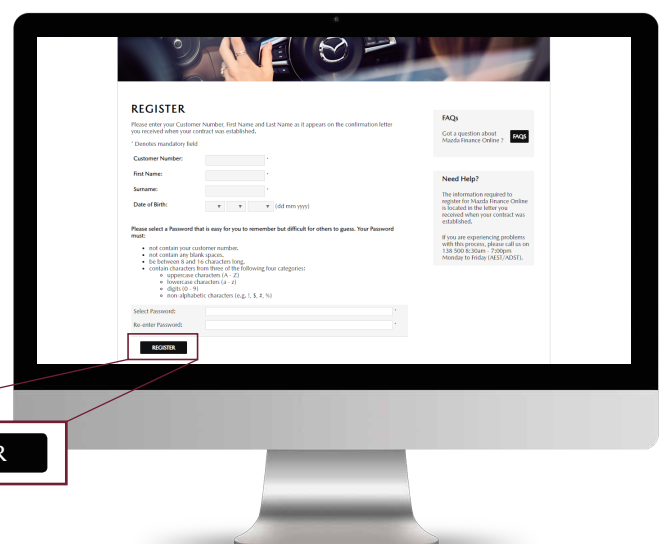 REGISTER
Please enter your Customer Number, First Name and Last Name as it appears on the confirmation letter
you received when your contract was established.
* Denotes mandatory field
Customer Number: *
First Name: *
Surname: *
Date of Birth: (dd mm yyyy)
Please select a Password that is easy for you to remember but difficult for others to guess. Your Password
must:
• not contain your customer number.
• not contain any blank spaces.
• be between 8 and 16 characters long.
• contain characters from three of the following four categories:
uppercase characters (A - Z)
lowercase characters (a - z)
digits (0 - 9)
non-alphabetic characters (e.g. !, $, #, %)
Select Password: *
Re-enter Password: *
REGISTER
FAQs
Got a question about
Mazda Finance Online ?
FAQS
Need Help?
The information required to
register for Mazda Finance Online
is located in the letter you
received when your contract was
established.
If you are experiencing problems
with this process, please call us on
138 500 8:30am - 7:00pm
Monday to Friday (AEST/ADST).
R